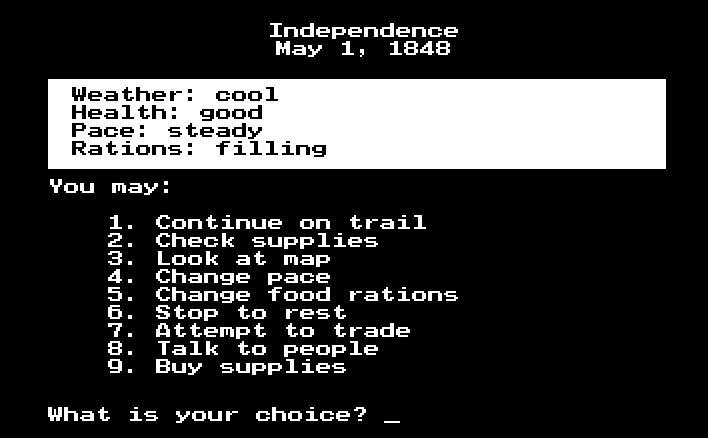 Independence
May 1, 1848
Weather: cool
Health: good
Pace: steady
Rations: filling
You may:
1. Continue on trail
2. Check supplies
3. Look at map
4. Change pace
5. Change food rations
6. Stop to rest
7. Attempt to trade
8. Talk to people
9. Buy supplies
What is your choice? _